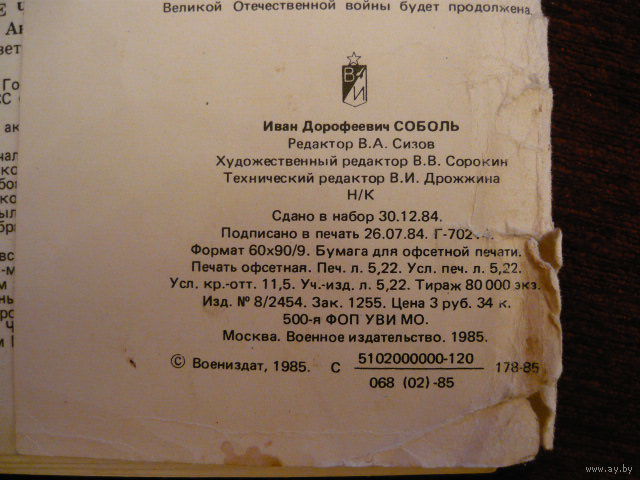 Великой Отечественной войны будет продолжена.
В И
Иван Дорофеевич СОБОЛЬ
Редактор В.А. Сизов
Художественный редактор В.В. Сорокин
Технический редактор В.И. Дрожжина
Н/К
Сдано в набор 30.12.84.
Подписано в печать 26.07.84.
Формат 60х90/9. Бумага для офсетной печати.
Печать офсетная. Печ. л. 5,22. Усл. печ. л. 5,22.
Усл. кр.-отт. 11,5. Уч.-изд. л. 5,22. Тираж 80 000 экз.
Изд. № 8/2454. Зак. 1255. Цена 3 руб. 34 к.
500-я ФОП УВИ МО.
Москва. Военное издательство. 1985.
© Воениздат, 1985. С 5102000000-120 178-85
068 (02)-85
www.ay.by